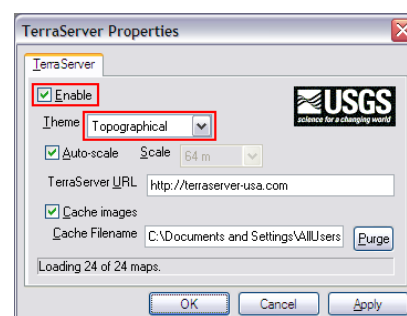 TerraServer Properties
TerraServer
Enable
USGS
science for a changing world
Theme Topographical
Auto-scale Scale 64 m
TerraServer URL http://terraserver-usa.com
Cache images
Cache Filename C:\Documents and Settings\AllUsers Purge
Loading 24 of 24 maps.
OK Cancel Apply